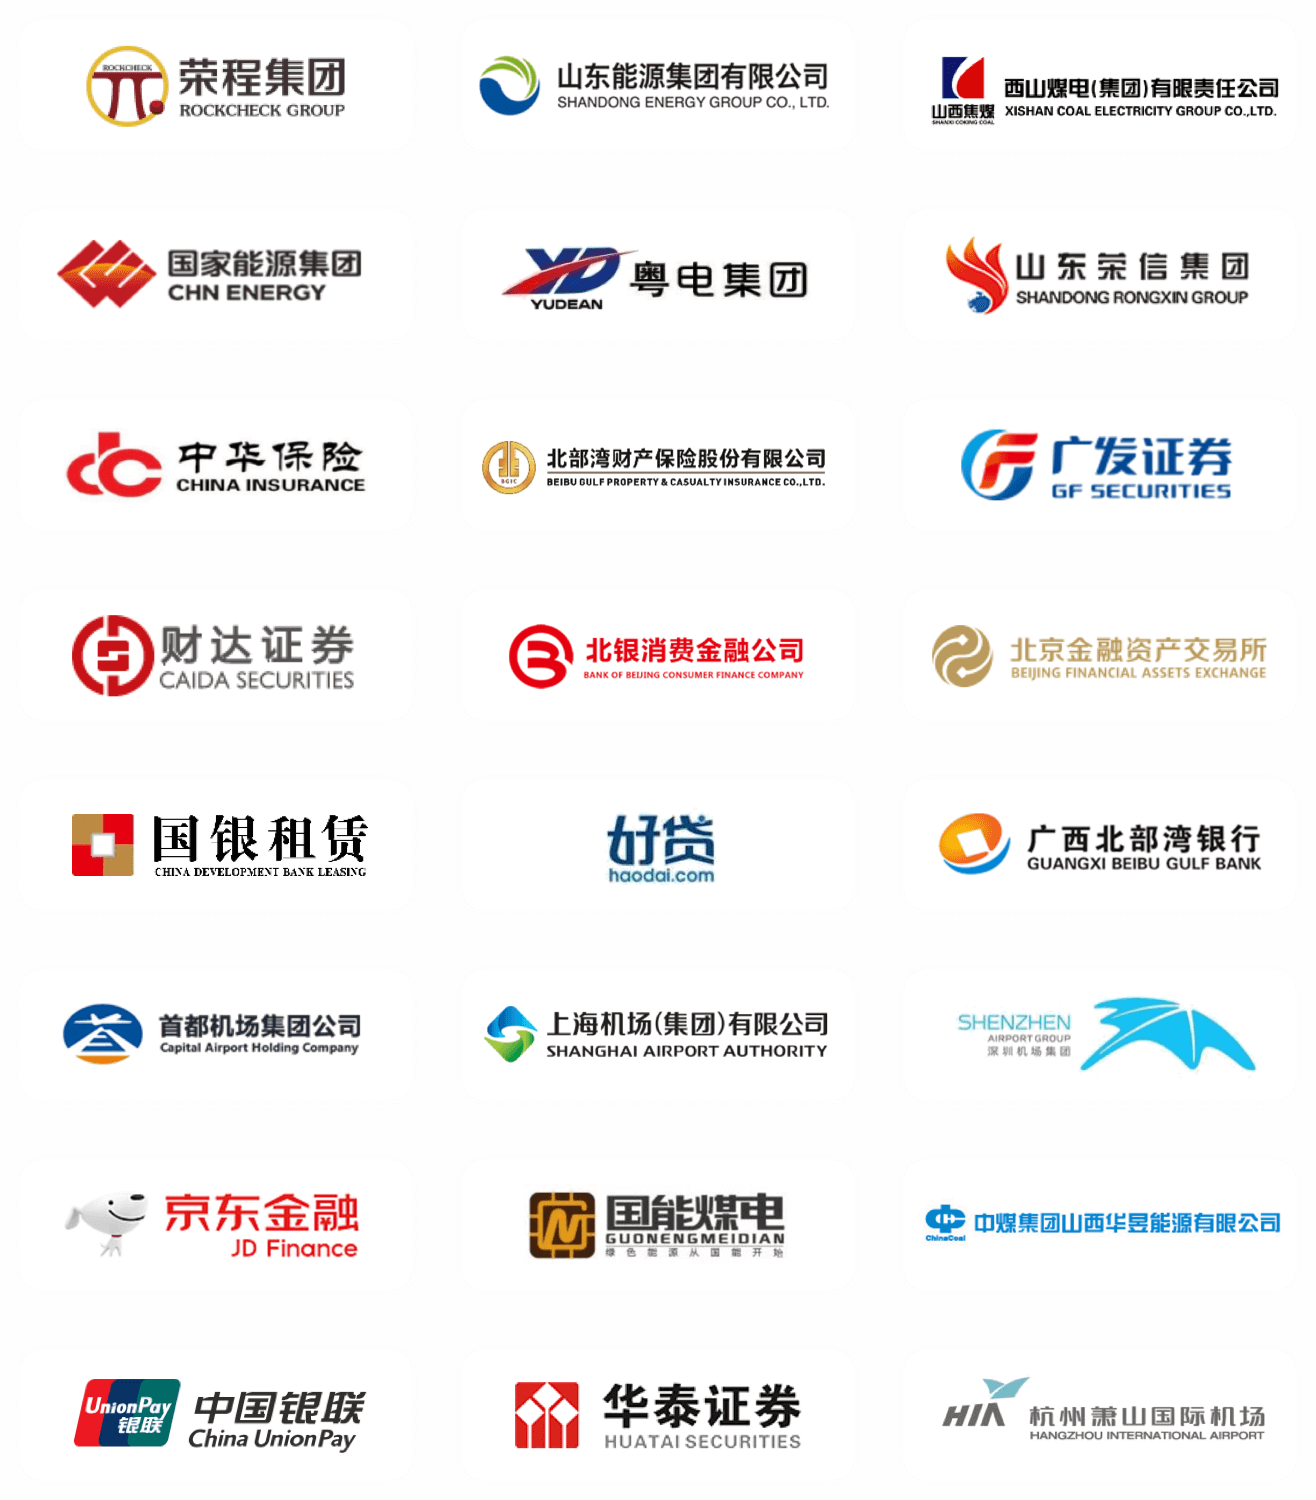 ROCKCHECK
荣程集团
ROCKCHECK GROUP
山东能源集团有限公司
SHANDONG ENERGY GROUP CO., LTD.
山西焦煤
SHANXI COKING COAL
西山煤电(集团)有限责任公司
XISHAN COAL ELECTRICITY GROUP CO.,LTD.
国家能源集团
CHN ENERGY
YD
YUDEAN
粤电集团
山东荣信集团
SHANDONG RONGXIN GROUP
中华保险
CHINA INSURANCE
BGIC
北部湾财产保险股份有限公司
BEIBU GULF PROPERTY & CASUALTY INSURANCE CO.,LTD.
广发证券
GF SECURITIES
财达证券
CAIDA SECURITIES
北银消费金融公司
BANK OF BEIJING CONSUMER FINANCE COMPANY
北京金融资产交易所
BEIJING FINANCIAL ASSETS EXCHANGE
国银租赁
CHINA DEVELOPMENT BANK LEASING
好贷
haodai.com
广西北部湾银行
GUANGXI BEIBU GULF BANK
首都机场集团公司
Capital Airport Holding Company
上海机场(集团)有限公司
SHANGHAI AIRPORT AUTHORITY
SHENZHEN
AIRPORT GROUP
深圳机场集团
京东金融
JD Finance
国能煤电
GUONENGMEIDIAN
绿色能源从国能开始
ChinaCoal
中煤集团山西华昱能源有限公司
UnionPay
银联
中国银联
China UnionPay
华泰证券
HUATAI SECURITIES
HIA
杭州萧山国际机场
HANGZHOU INTERNATIONAL AIRPORT